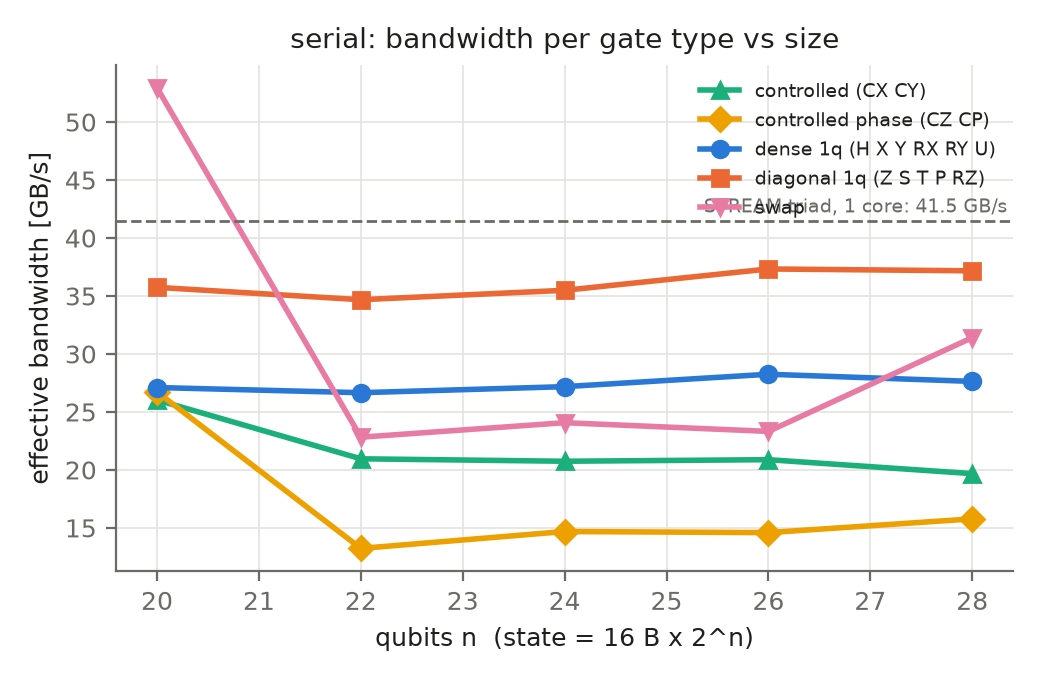 serial: bandwidth per gate type vs size
effective bandwidth [GB/s]
50
45
40
35
30
25
20
15
controlled (CX CY)
controlled phase (CZ CP)
dense 1q (H X Y RX RY U)
diagonal 1q (Z S T P RZ)
swap
STREAM triad, 1 core: 41.5 GB/s
20 21 22 23 24 25 26 27 28
qubits n (state = 16 B x 2^n)